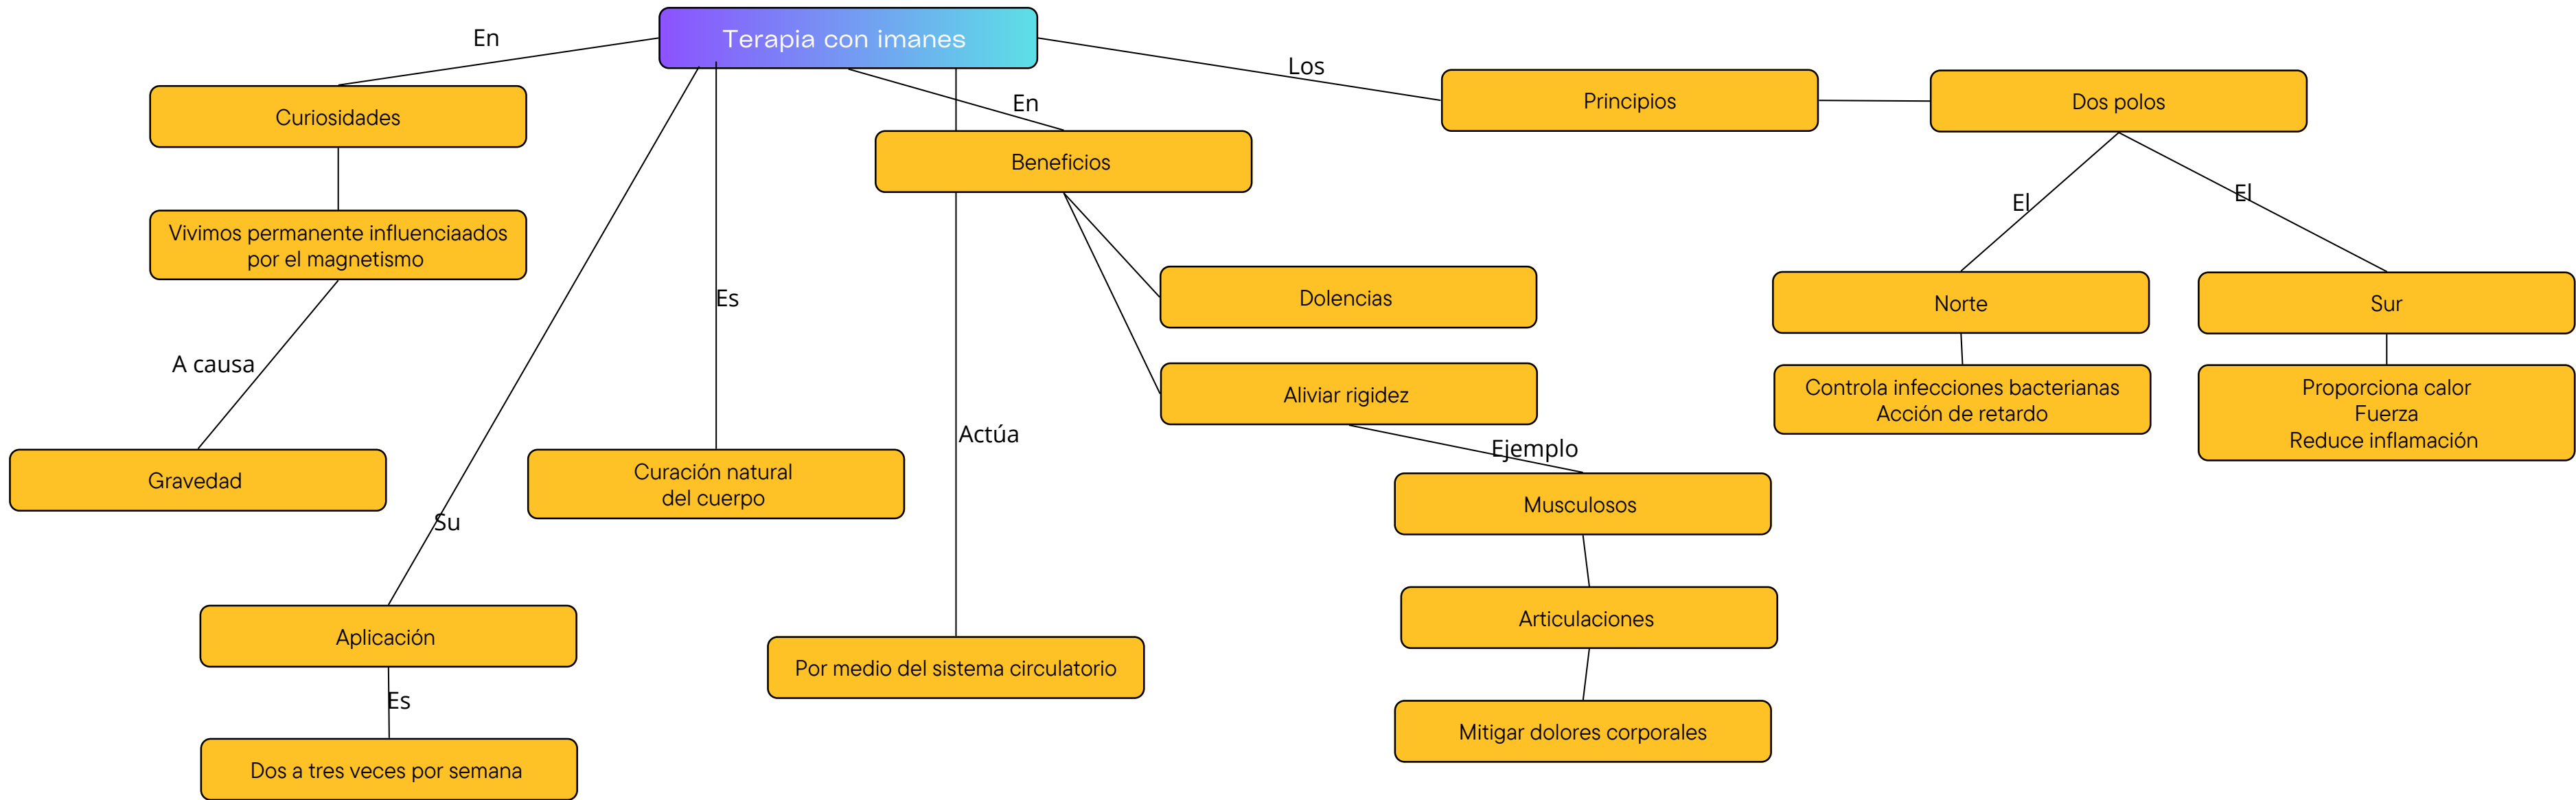 Terapia con imanes
En
Los
Curiosidades
En
Principios
Dos polos
Beneficios
Vivimos permanente influenciaados
por el magnetismo
El
El
Es
Dolencias
Norte
Sur
A causa
Aliviar rigidez
Controla infecciones bacterianas
Acción de retardo
Proporciona calor
Fuerza
Reduce inflamación
Actúa
Ejemplo
Gravedad
Curación natural
del cuerpo
Musculosos
Su
Articulaciones
Aplicación
Por medio del sistema circulatorio
Es
Mitigar dolores corporales
Dos a tres veces por semana